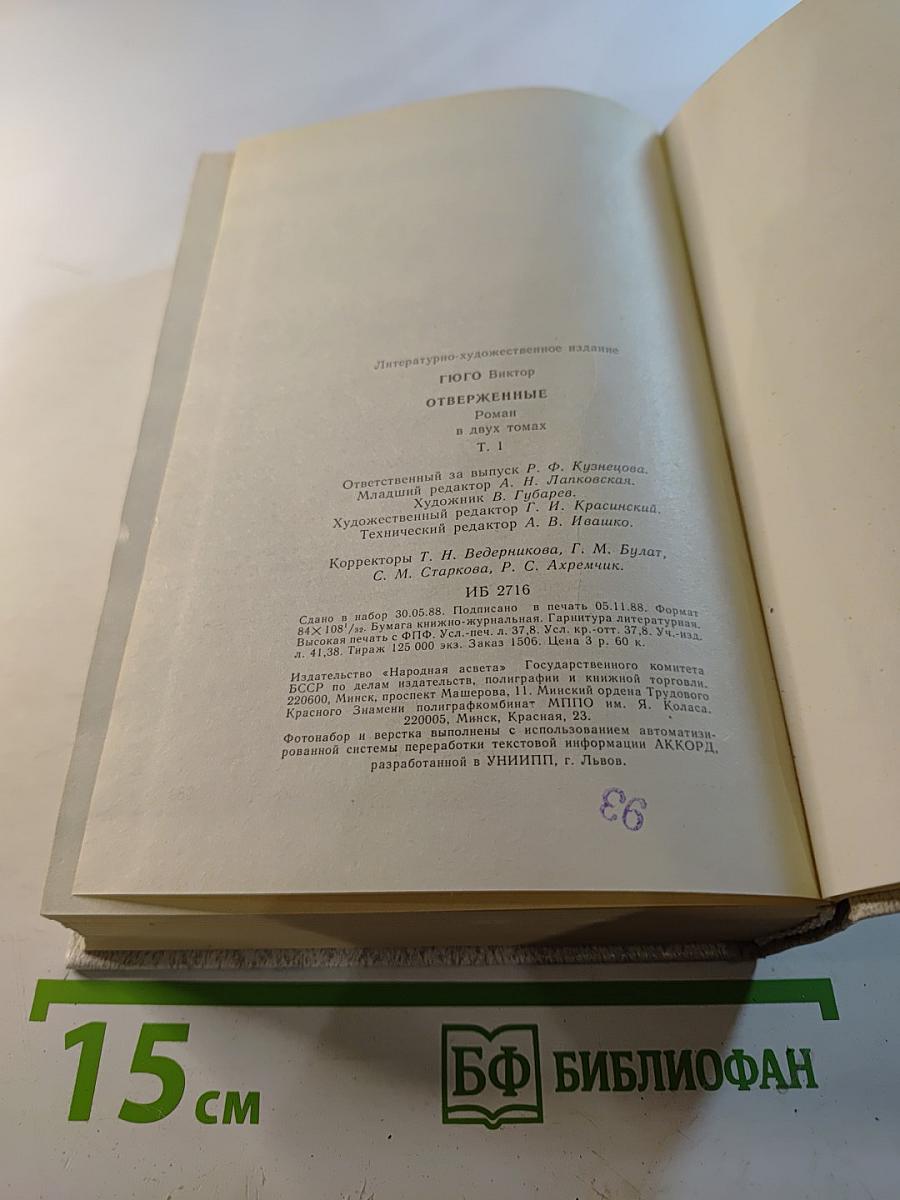 Литературно-художественное издание
ГЮГО Виктор
ОТВЕРЖЕННЫЕ
Роман
в двух томах
Т. 1
Ответственный за выпуск Р. Ф. Кузнецова.
Младший редактор А. Н. Лапковская.
Художник В. Губарев.
Художественный редактор Г. И. Красинский.
Технический редактор А. В. Ивашко.
Корректоры Т. Н. Ведерникова, Г. М. Булат,
С. М. Старкова, Р. С. Ахремчик.
ИБ 2716
Сдано в набор 30.05.88. Подписано в печать 05.11.88. Формат
84×108¹/₃₂. Бумага книжно-журнальная. Гарнитура литературная.
Высокая печать с ФПФ. Усл.-печ. л. 37,8. Усл. кр.-отт. 37,8. Уч.-изд.
л. 41,38. Тираж 125 000 экз. Заказ 1506. Цена 3 р. 60 к.
Издательство «Народная асвета» Государственного комитета
БССР по делам издательств, полиграфии и книжной торговли.
220600, Минск, проспект Машерова, 11. Минский ордена Трудового
Красного Знамени полиграфкомбинат МППО им. Я. Коласа.
220005, Минск, Красная, 23.
Фотонабор и верстка выполнены с использованием автоматизи-
рованной системы переработки текстовой информации АККОРД,
разработанной в УНИИПП, г. Львов.
15 см
БФ БИБЛИОФАН